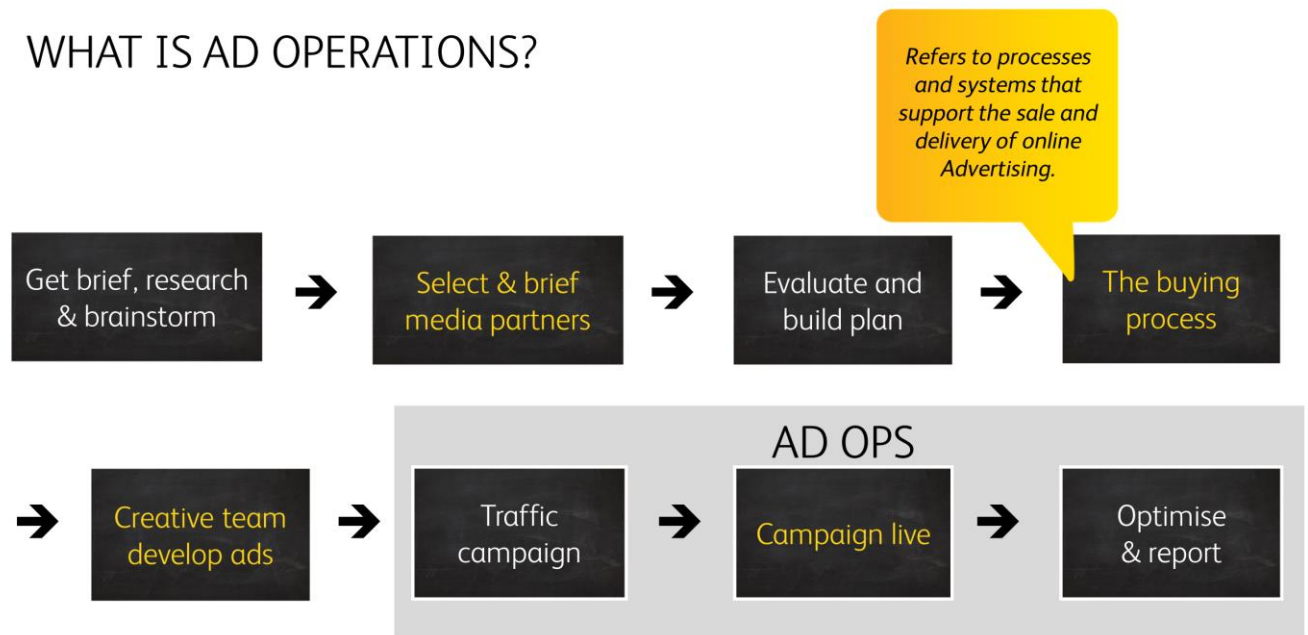 WHAT IS AD OPERATIONS?
Refers to processes
and systems that
support the sale and
delivery of online
Advertising.
Get brief, research
& brainstorm
Select & brief
media partners
Evaluate and
build plan
The buying
process
AD OPS
Creative team
develop ads
Traffic
campaign
Campaign live
Optimise
& report